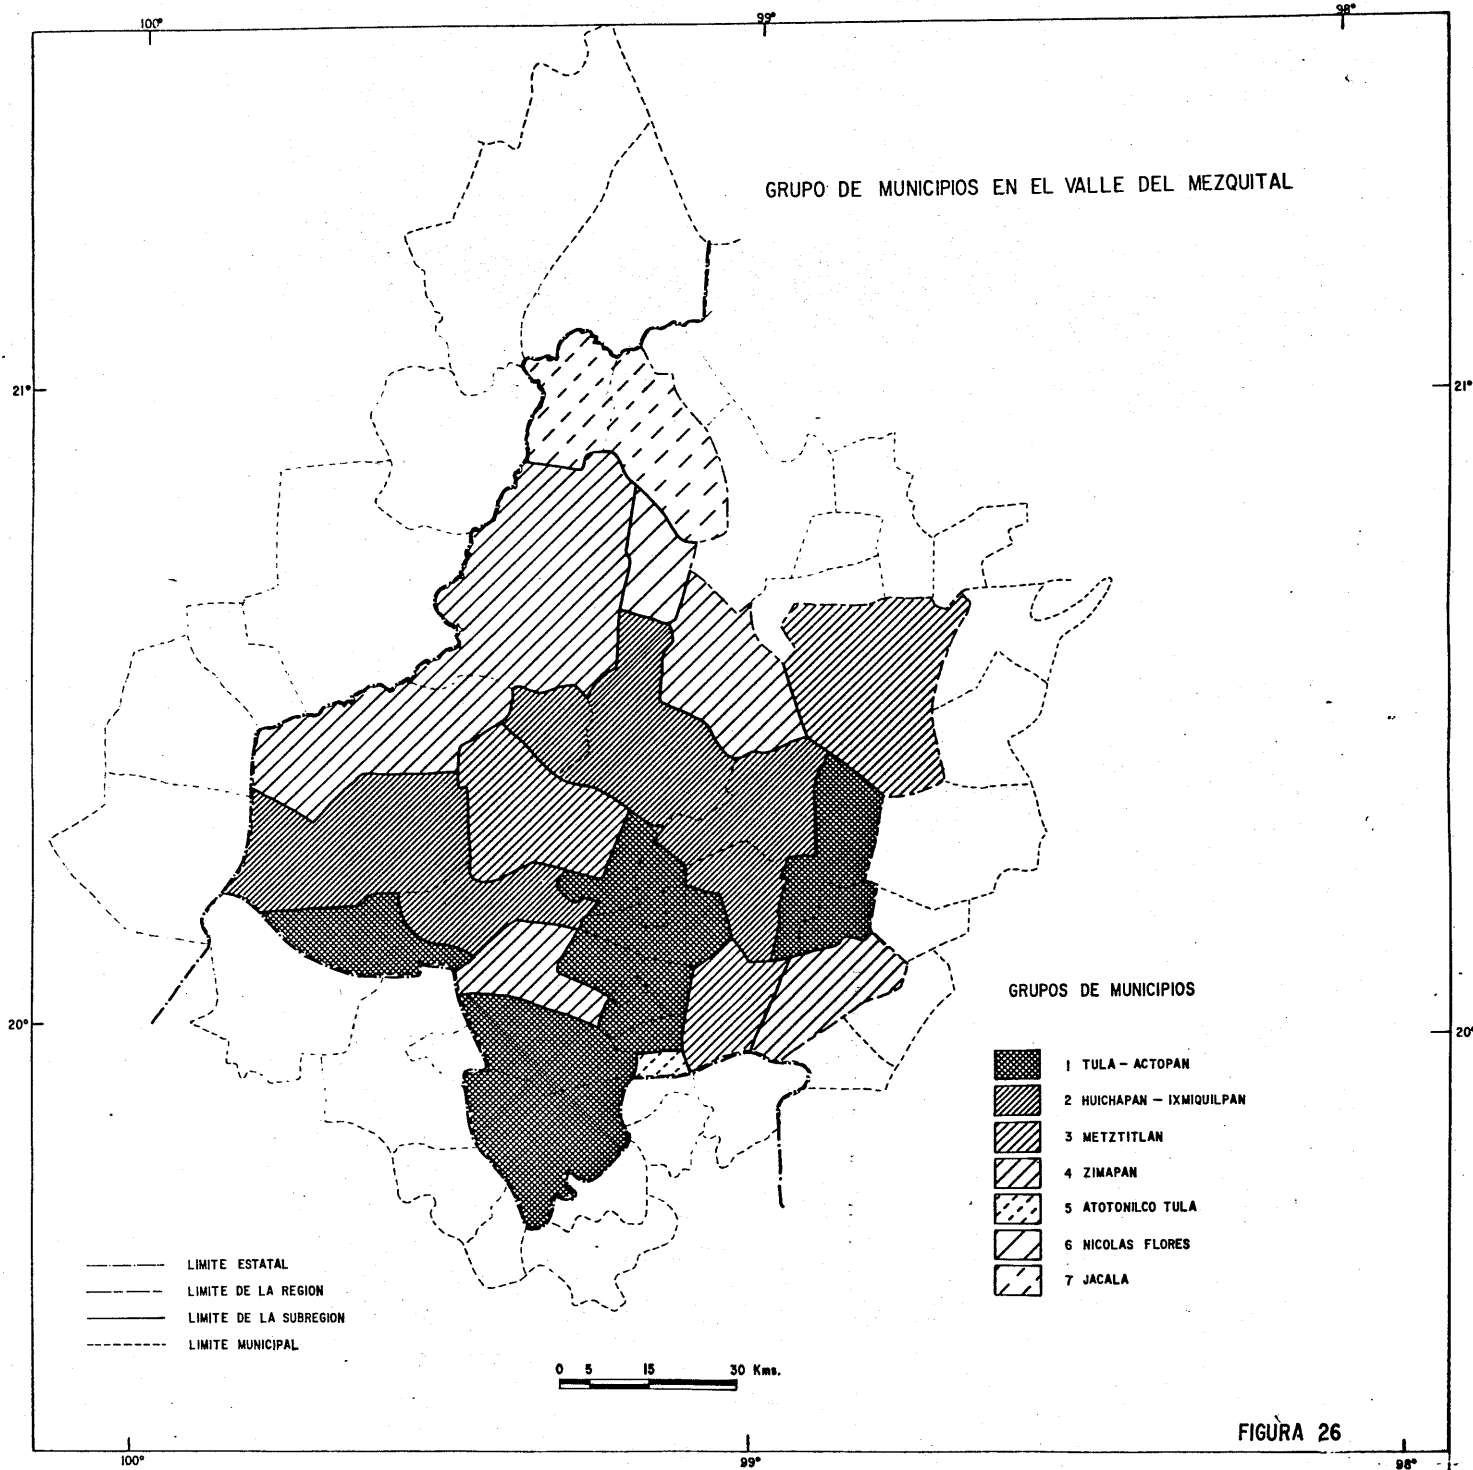 100° 99° 98°
GRUPO DE MUNICIPIOS EN EL VALLE DEL MEZQUITAL
21° 21°
GRUPOS DE MUNICIPIOS
20° 20°
1 TULA - ACTOPAN
2 HUICHAPAN - IXMIQUILPAN
3 METZTITLAN
4 ZIMAPAN
5 ATOTONILCO TULA
6 NICOLAS FLORES
7 JACALA
LIMITE ESTATAL
LIMITE DE LA REGION
LIMITE DE LA SUBREGION
LIMITE MUNICIPAL
0 5 15 30 Kms.
FIGURA 26
100° 99° 98°